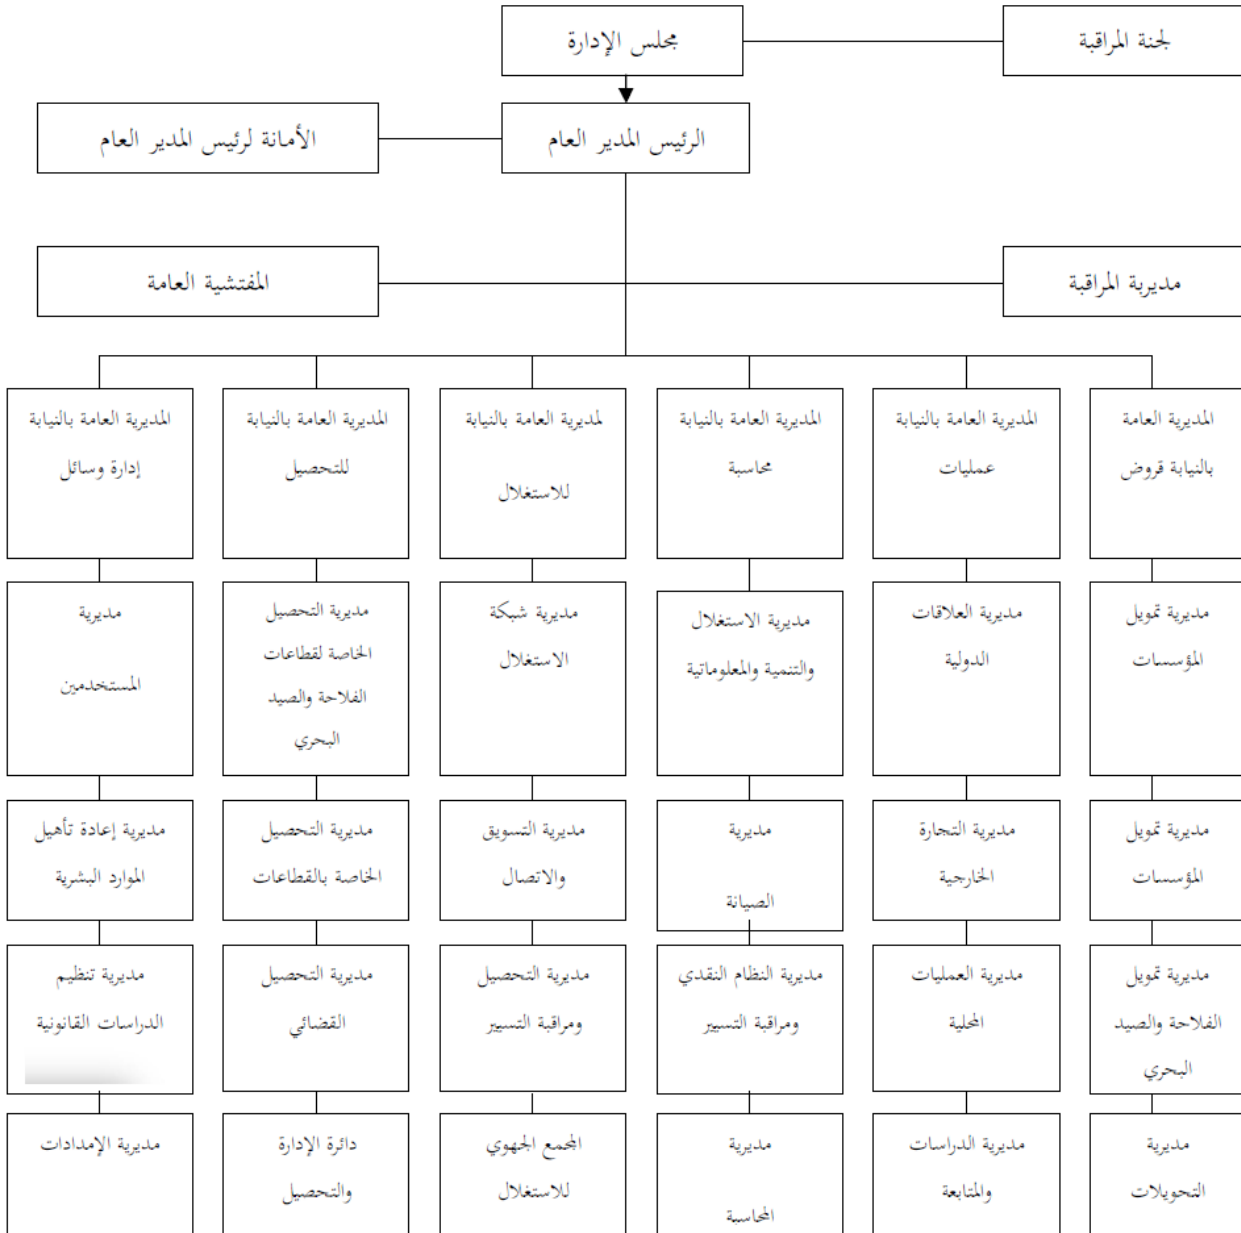 لجنة المراقبة
مجلس الإدارة
الرئيس المدير العام
الأمانة لرئيس المدير العام
مديرية المراقبة
المفتشية العامة
المديرية العامة
بالنيابة قروض
المديرية العامة بالنيابة
عمليات
المديرية العامة بالنيابة
محاسبة
لمديرية العامة بالنيابة
للاستغلال
المديرية العامة بالنيابة
للتحصيل
المديرية العامة بالنيابة
إدارة وسائل
مديرية تمويل
المؤسسات
مديرية العلاقات
الدولية
مديرية الاستغلال
والتنمية والمعلوماتية
مديرية شبكة
الاستغلال
مديرية التحصيل
الخاصة لقطاعات
الفلاحة والصيد
البحري
مديرية
المستخدمين
مديرية تمويل
المؤسسات
مديرية التجارة
الخارجية
مديرية
الصيانة
مديرية التسويق
والاتصال
مديرية التحصيل
الخاصة بالقطاعات
مديرية إعادة تأهيل
الموارد البشرية
مديرية تمويل
الفلاحة والصيد
البحري
مديرية العمليات
المحلية
مديرية النظام النقدي
ومراقبة التسيير
مديرية التحصيل
ومراقبة التسيير
مديرية التحصيل
القضائي
مديرية تنظيم
الدراسات القانونية
مديرية
التحويلات
مديرية الدراسات
والمتابعة
مديرية
المحاسبة
المجمع الجهوي
للاستغلال
دائرة الإدارة
والتحصيل
مديرية الإمدادات